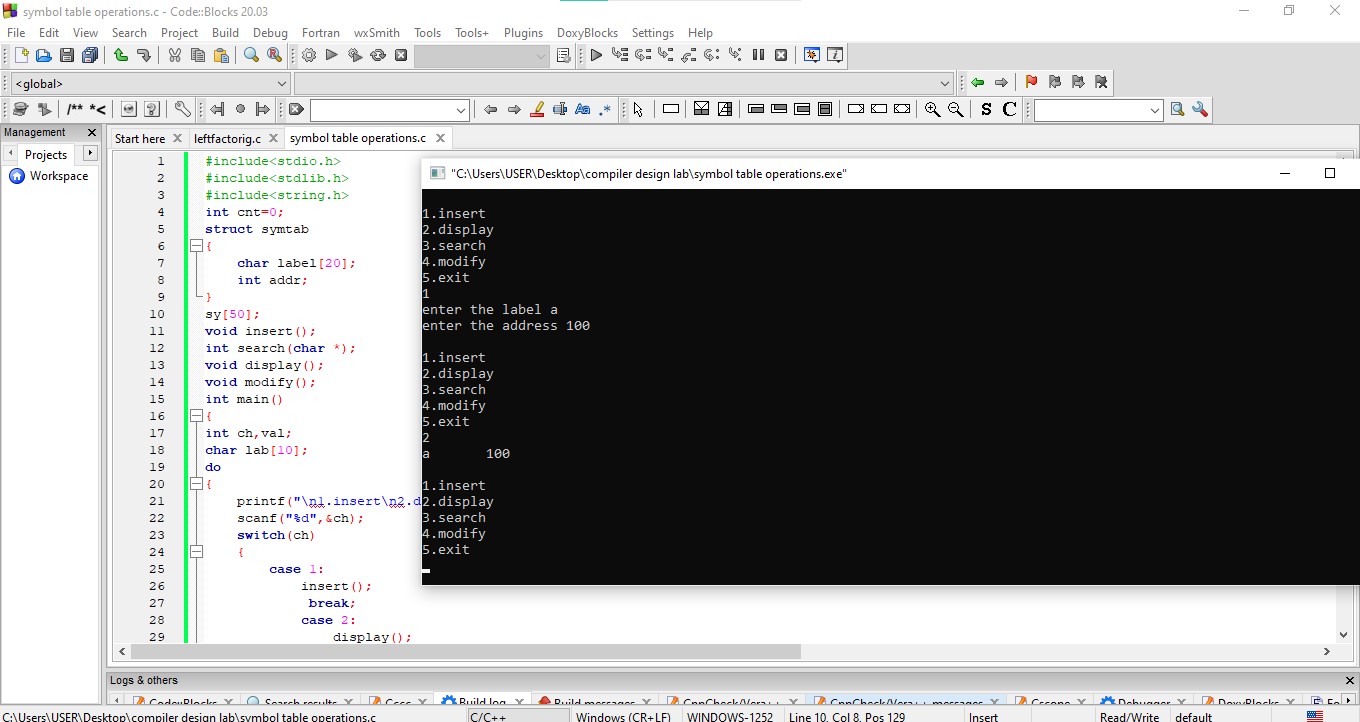 symbol table operations.c - Code::Blocks 20.03
File Edit View Search Project Build Debug Fortran wxSmith Tools Tools+ Plugins DoxyBlocks Settings Help
<global>
/** *<
Aa .*
S C
Management
Projects
Workspace
Start here leftfactorig.c symbol table operations.c
1 #include<stdio.h>
2 #include<stdlib.h>
3 #include<string.h>
4 int cnt=0;
5 struct symtab
6 {
7 char label[20];
8 int addr;
9 }
10 sy[50];
11 void insert();
12 int search(char *);
13 void display();
14 void modify();
15 int main()
16 {
17 int ch,val;
18 char lab[10];
19 do
20 {
21 printf("\n1.insert\n2.d
22 scanf("%d",&ch);
23 switch(ch)
24 {
25 case 1:
26 insert();
27 break;
28 case 2:
29 display();
"C:\Users\USER\Desktop\compiler design lab\symbol table operations.exe"
1.insert
2.display
3.search
4.modify
5.exit
1
enter the label a
enter the address 100
1.insert
2.display
3.search
4.modify
5.exit
2
a 100
1.insert
2.display
3.search
4.modify
5.exit
Logs & others
Code::Blocks Search results Cccc Build log Build messages CppCheck/Vera++ CppCheck/Vera++ messages Cscope Debugger DoxyBlocks Fo
C:\Users\USER\Desktop\compiler design lab\symbol table operations.c C/C++ Windows (CR+LF) WINDOWS-1252 Line 10, Col 8, Pos 129 Insert Read/Write default